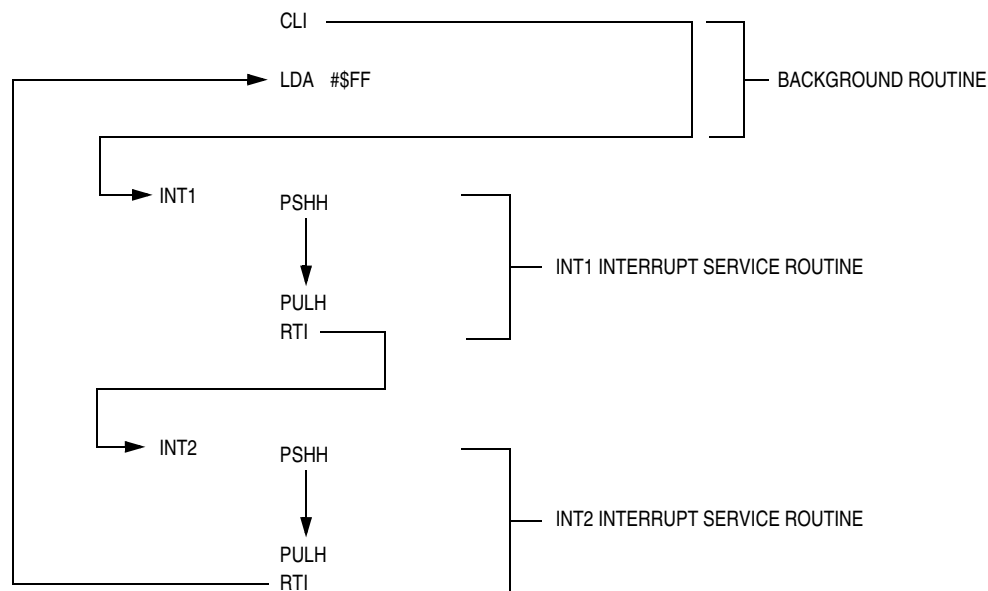 CLI
LDA #$FF
BACKGROUND ROUTINE
INT1
PSHH
INT1 INTERRUPT SERVICE ROUTINE
PULH
RTI
INT2
PSHH
INT2 INTERRUPT SERVICE ROUTINE
PULH
RTI